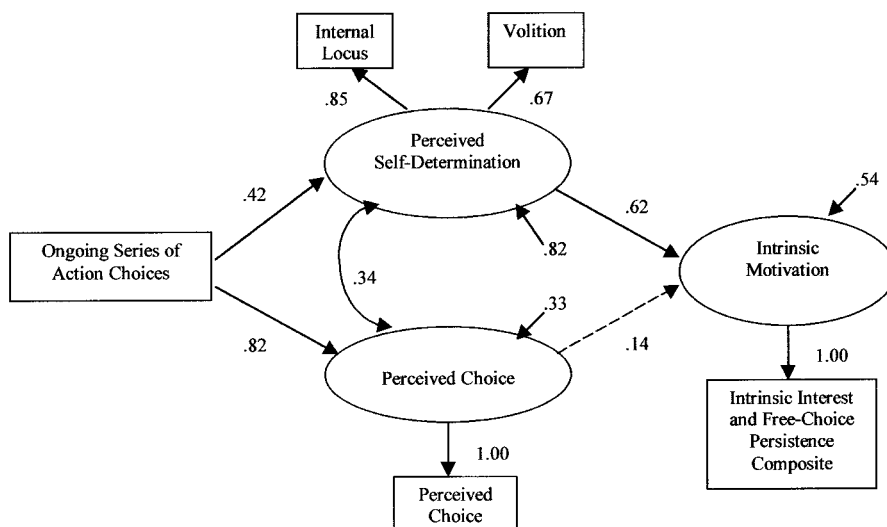 Internal
Locus
Volition
.85
.67
Perceived
Self-Determination
.42
.54
.62
Ongoing Series of
Action Choices
.82
Intrinsic
Motivation
.34
.33
.82
.14
Perceived Choice
1.00
1.00
Intrinsic Interest
and Free-Choice
Persistence
Composite
Perceived
Choice